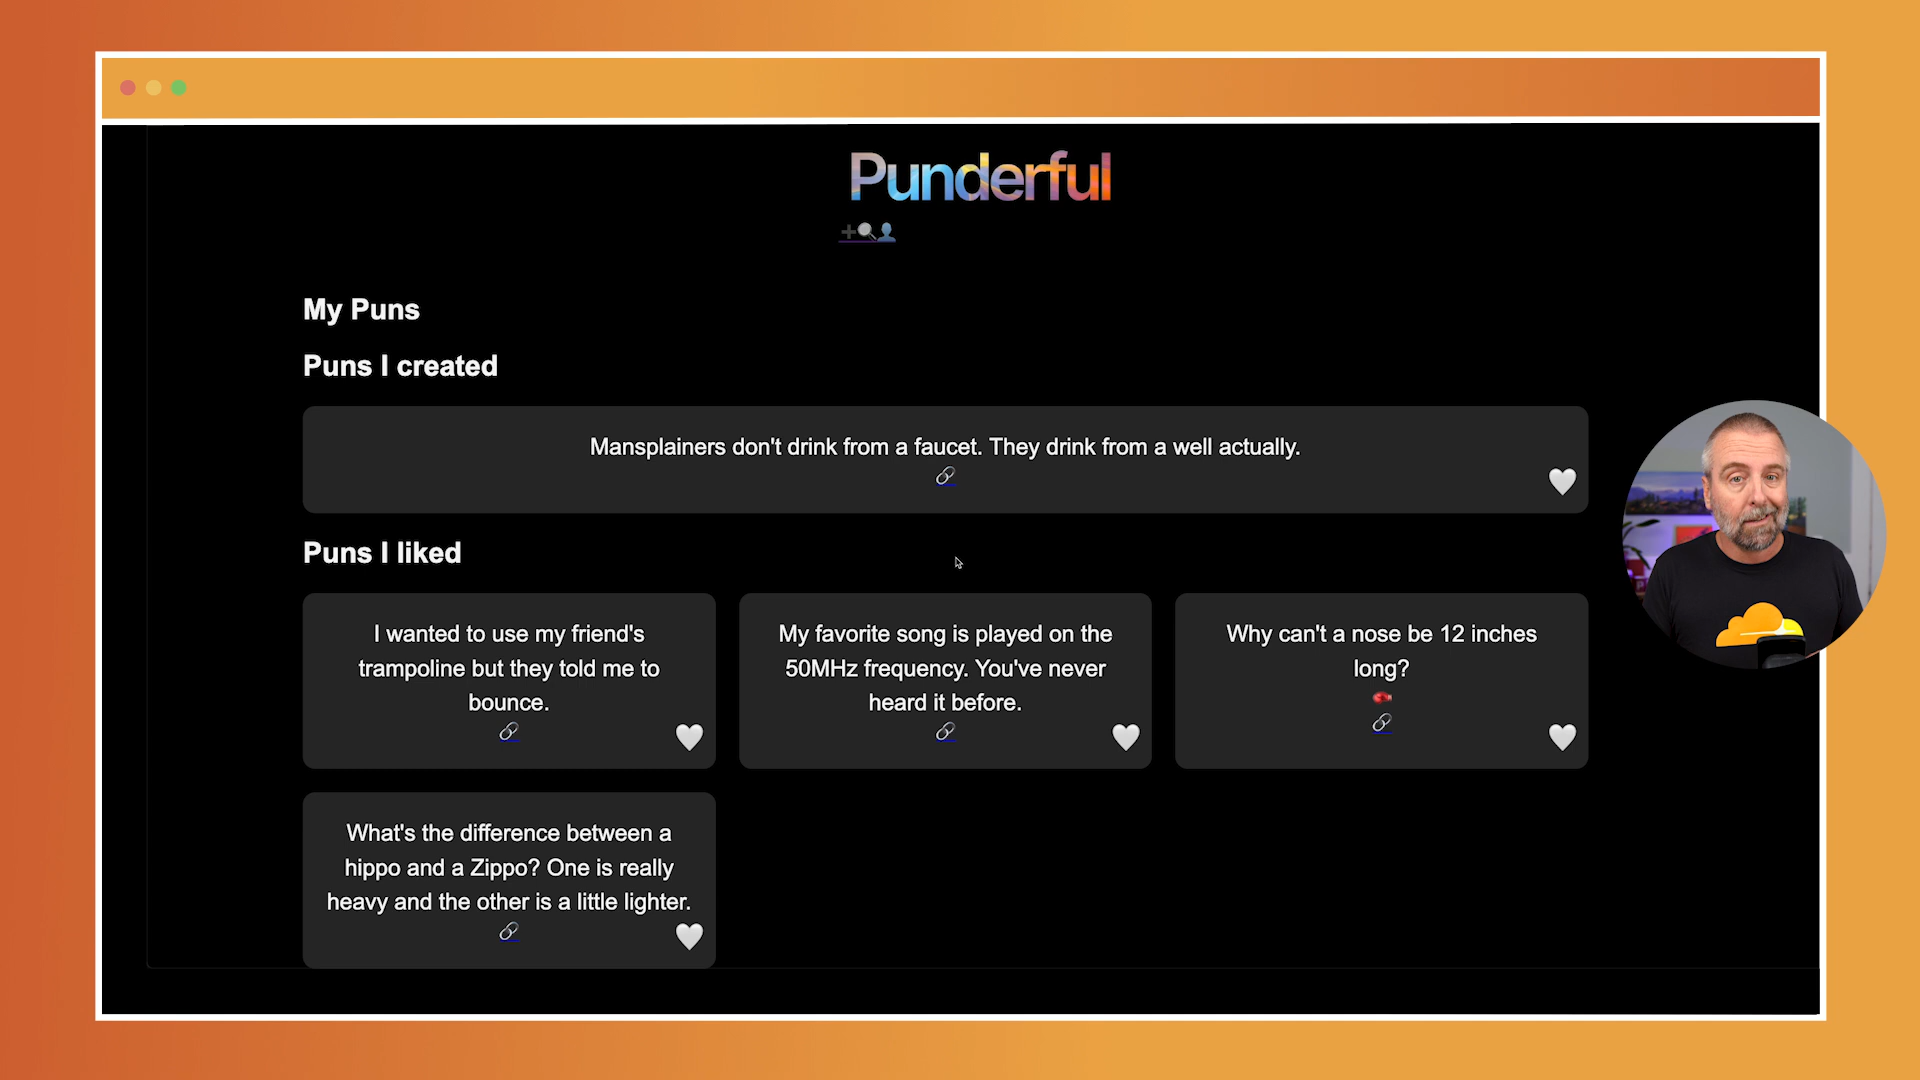 Punderful
My Puns
Puns I created
Mansplainers don't drink from a faucet. They drink from a well actually.
Puns I liked
I wanted to use my friend's
trampoline but they told me to
bounce.
My favorite song is played on the
50MHz frequency. You've never
heard it before.
Why can't a nose be 12 inches
long?
What's the difference between a
hippo and a Zippo? One is really
heavy and the other is a little lighter.